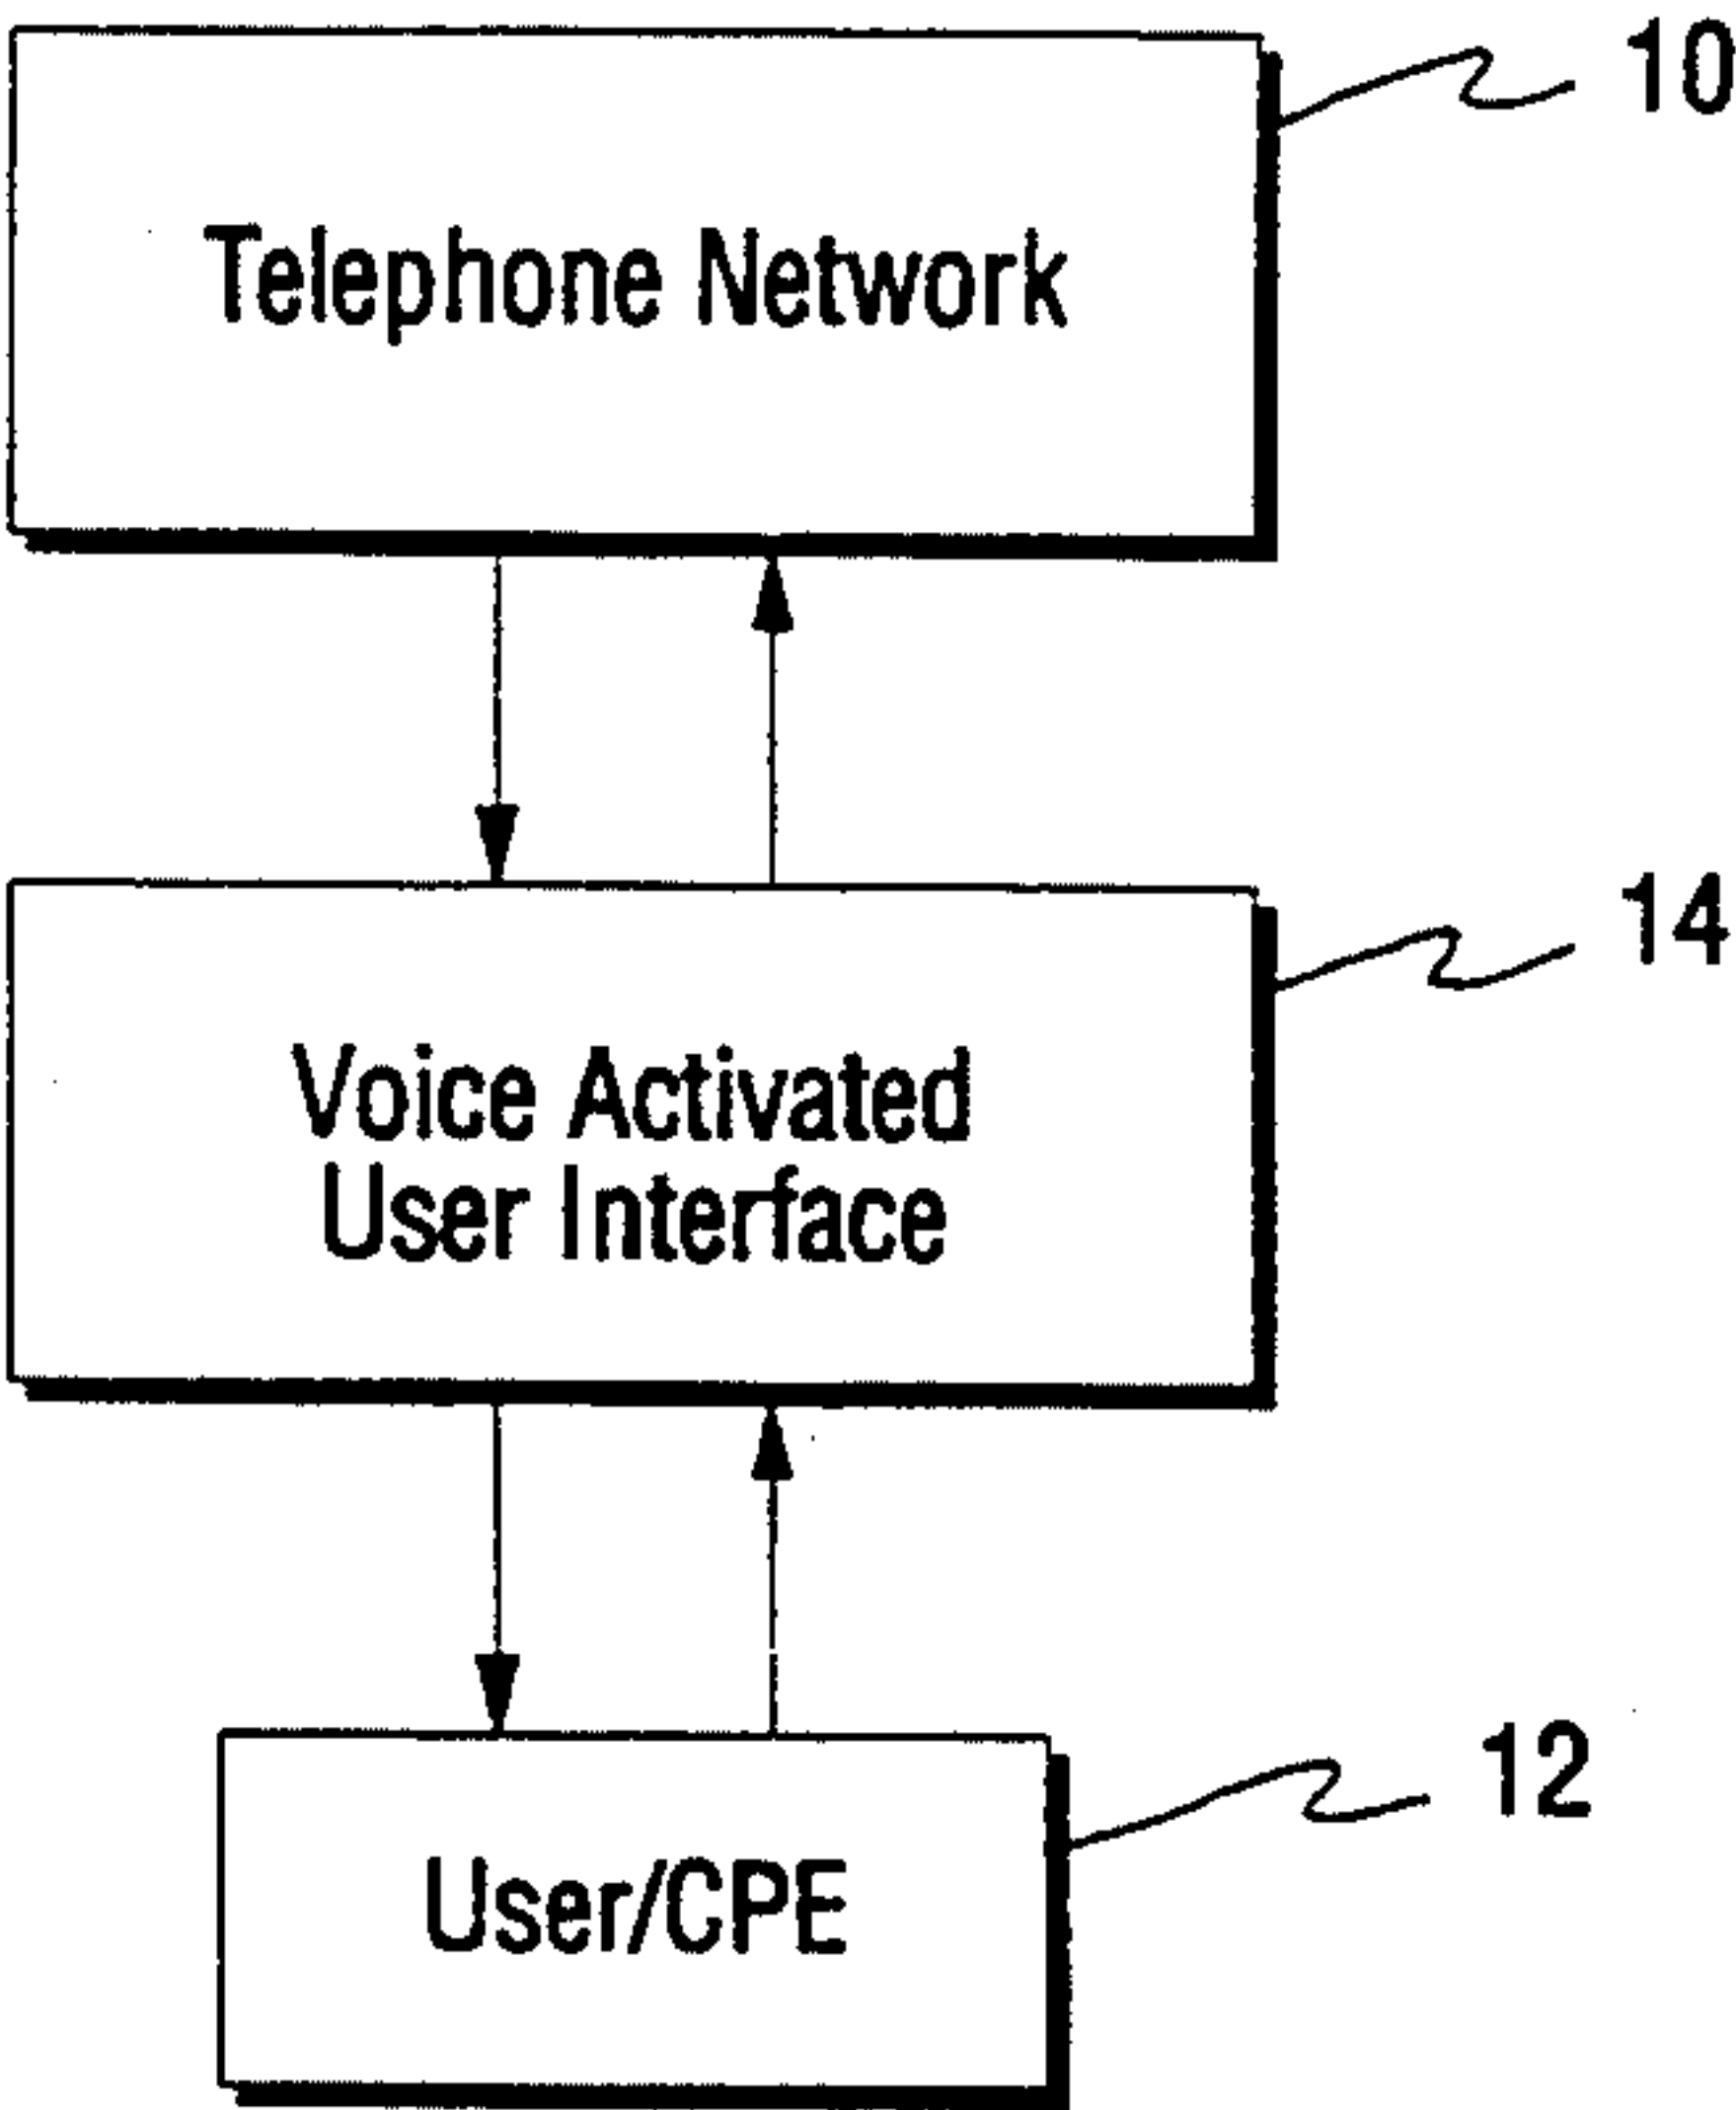 10
Telephone Network
14
Voice Activated
User Interface
12
User/CPE